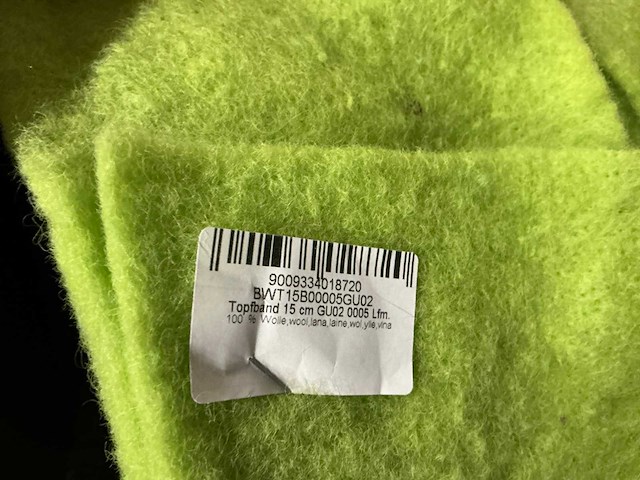 9009334018720
BWT15B00005GU02
Topfband 15 cm GU02 0005 Lfm.
100 % Wolle,wool,lana,laine,wol,ylle,vlna